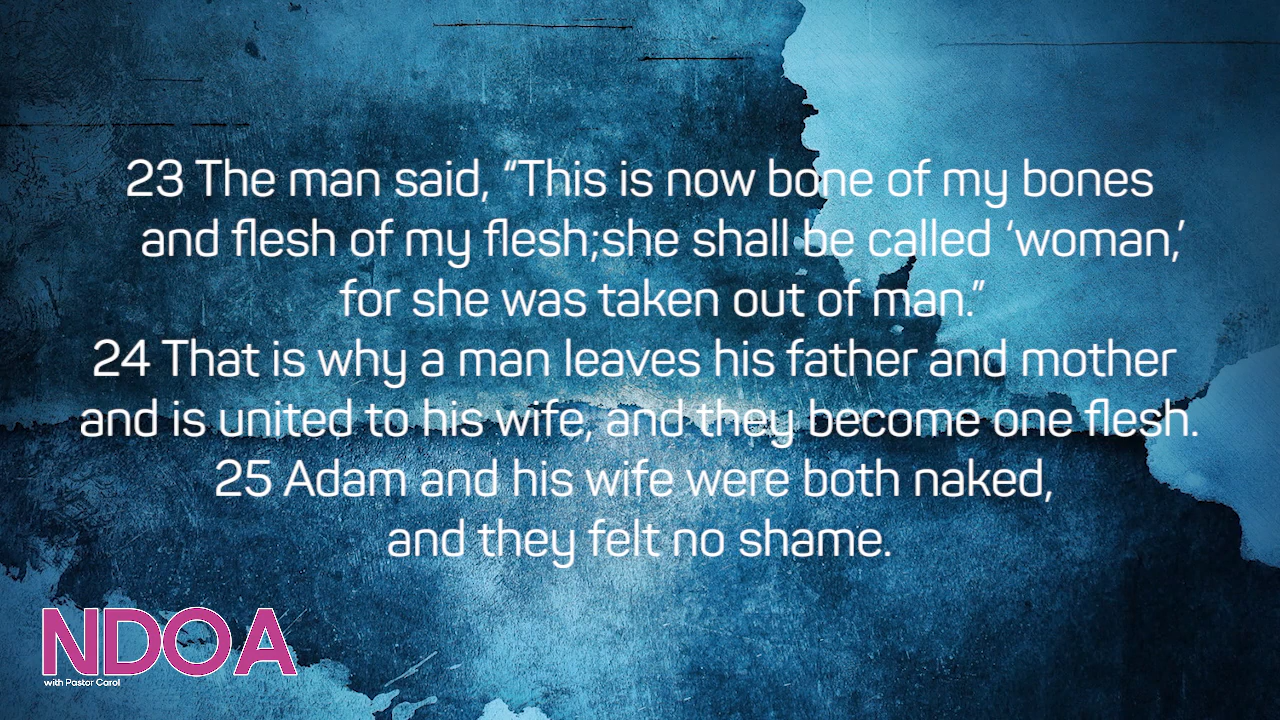 23 The man said, “This is now bone of my bones
and flesh of my flesh;she shall be called ‘woman,’
for she was taken out of man.”
24 That is why a man leaves his father and mother
and is united to his wife, and they become one flesh.
25 Adam and his wife were both naked,
and they felt no shame.
NDOA
with Pastor Carol